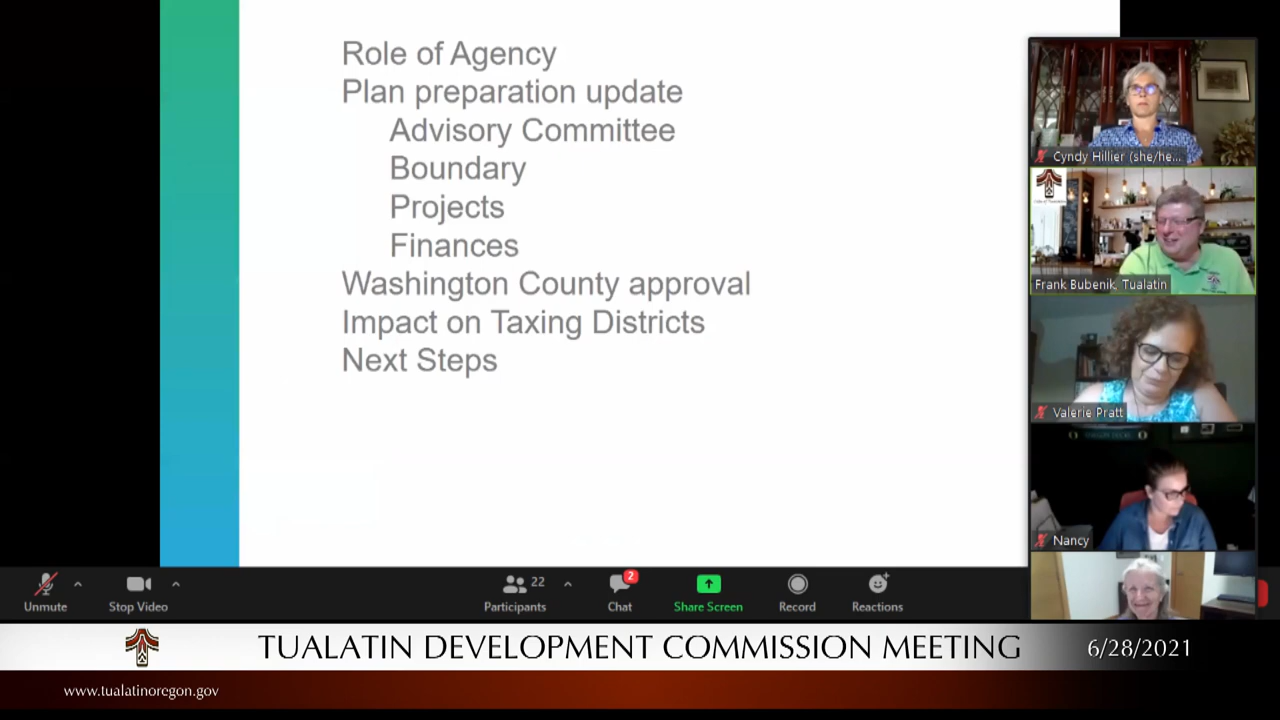 Role of Agency
Plan preparation update
Advisory Committee
Boundary
Projects
Finances
Washington County approval
Impact on Taxing Districts
Next Steps
Cyndy Hillier (she/he...
Frank Bubenik, Tualatin
Valerie Pratt
Nancy
Unmute
Stop Video
22
Participants
2
Chat
Share Screen
Record
Reactions
TUALATIN DEVELOPMENT COMMISSION MEETING
6/28/2021
www.tualatinoregon.gov